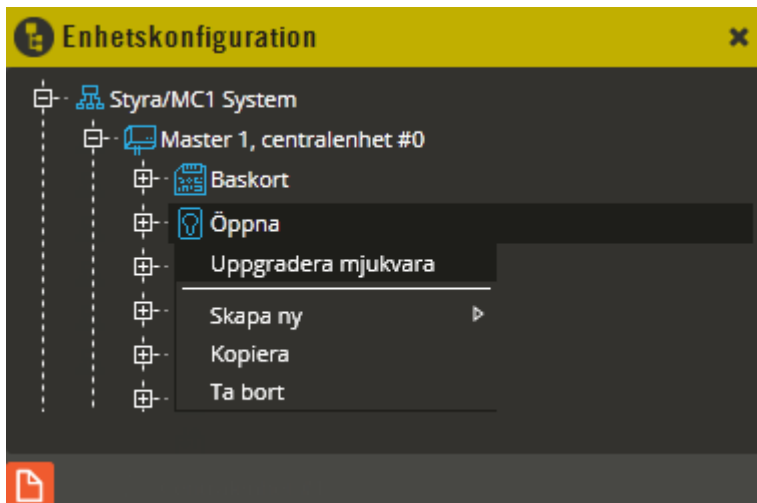 Enhetskonfiguration
Styra/MC1 System
Master 1, centralenhet #0
Baskort
Öppna
Uppgradera mjukvara
Skapa ny
Kopiera
Ta bort